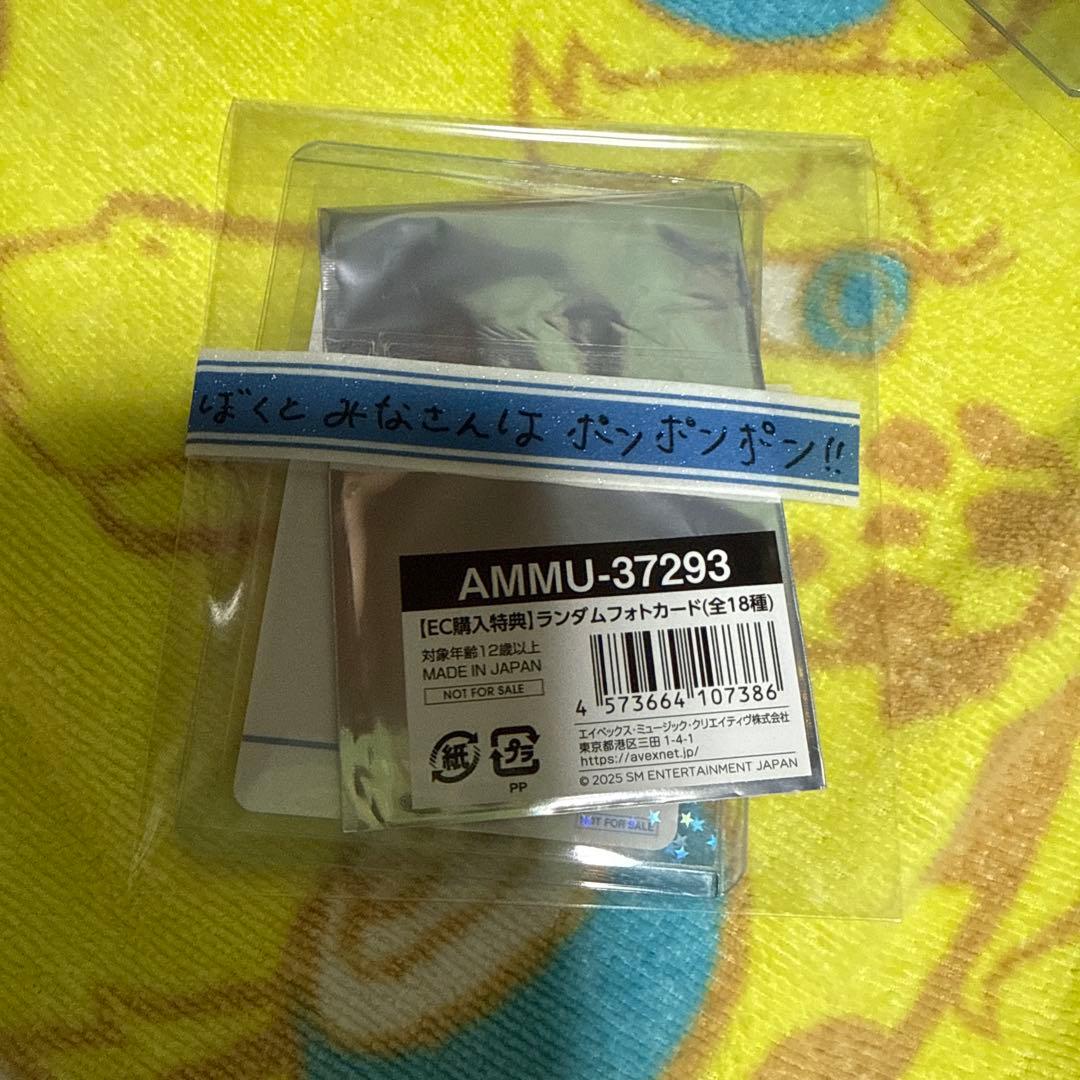 ぼくと みなさんは ポンポンポン!!
AMMU-37293
【EC購入特典】ランダムフォトカード(全18種)
対象年齢12歳以上
MADE IN JAPAN
NOT FOR SALE
紙
プラ
PP
4 573664 107386
エイベックス・ミュージック・クリエイティヴ株式会社
東京都港区三田 1-4-1
https://avexnet.jp/
© 2025 SM ENTERTAINMENT JAPAN
NOT FOR SALE